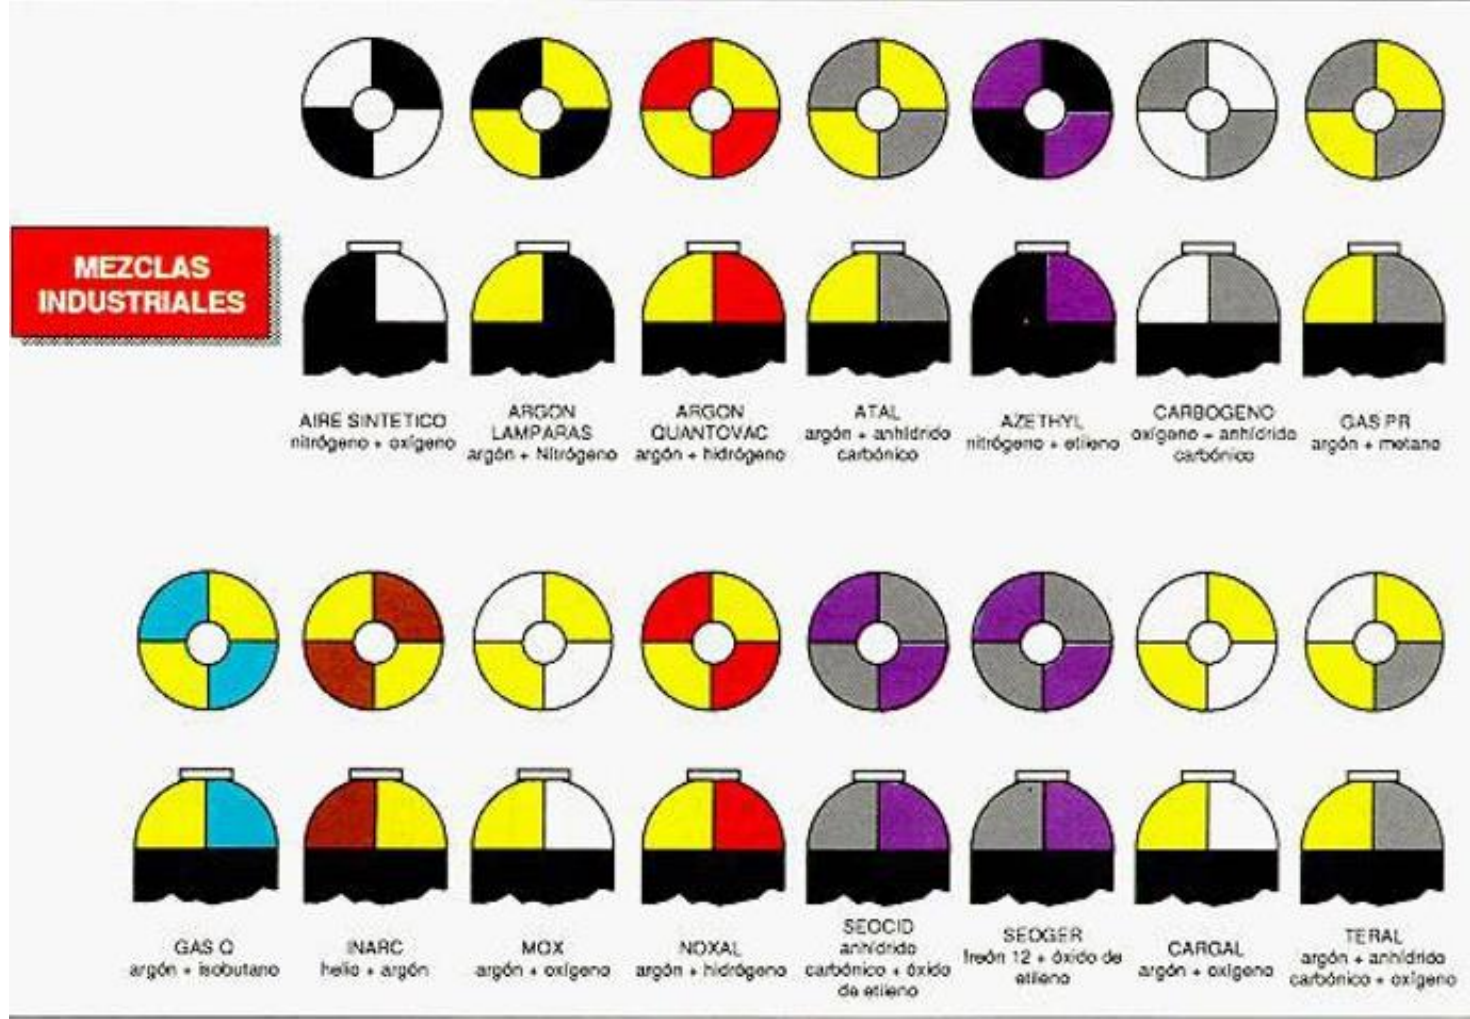 MEZCLAS
INDUSTRIALES
AIRE SINTETICO
nitrógeno + oxígeno
ARGON
LAMPARAS
argón + Nitrógeno
ARGON
QUANTOVAC
argón + hidrógeno
ATAL
argón + anhídrido
carbónico
AZETHYL
nitrógeno + etileno
CARBOGENO
oxígeno + anhídrido
carbónico
GAS PR
argón + metano
GAS Q
argón + isobutano
INARC
helio + argón
MOX
argón + oxígeno
NOXAL
argón + hidrógeno
SEOCID
anhídrido
carbónico + óxido
de etileno
SEOGER
freón 12 + óxido de
etileno
CARGAL
argón + oxígeno
TERAL
argón + anhídrido
carbónico + oxígeno